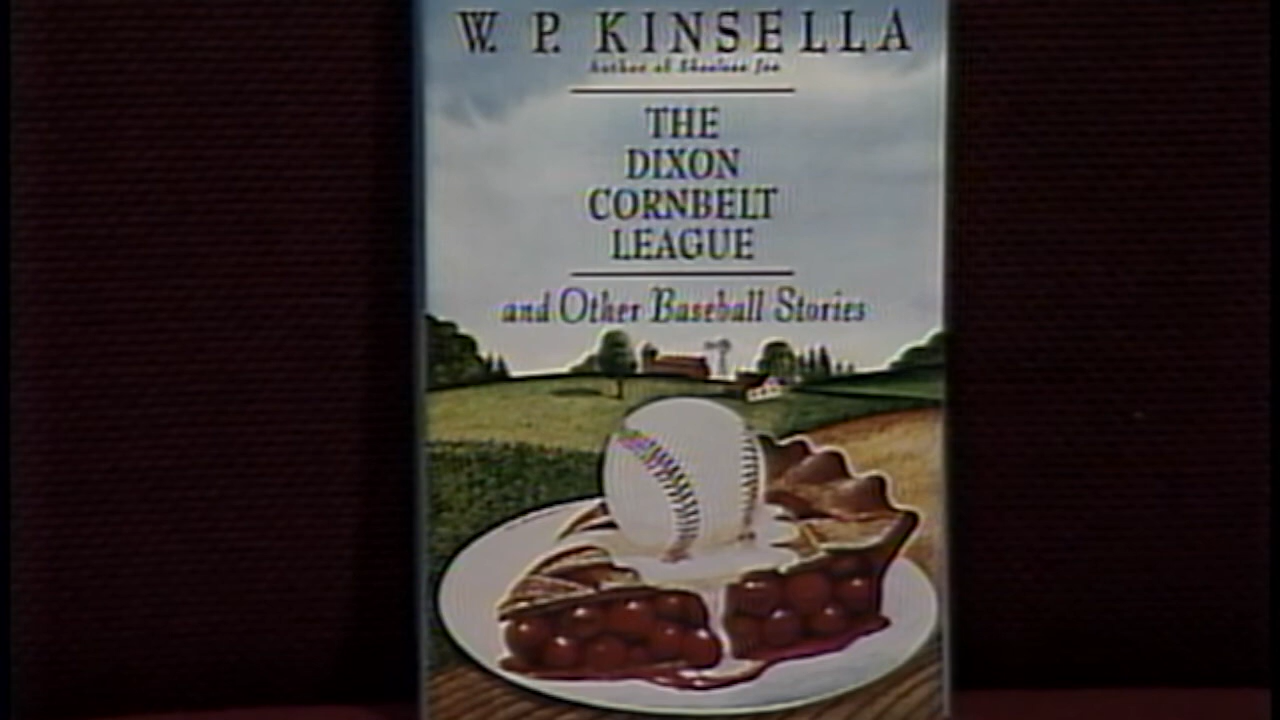 W. P. KINSELLA
Author of Shoeless Joe
THE
DIXON
CORNBELT
LEAGUE
and Other Baseball Stories